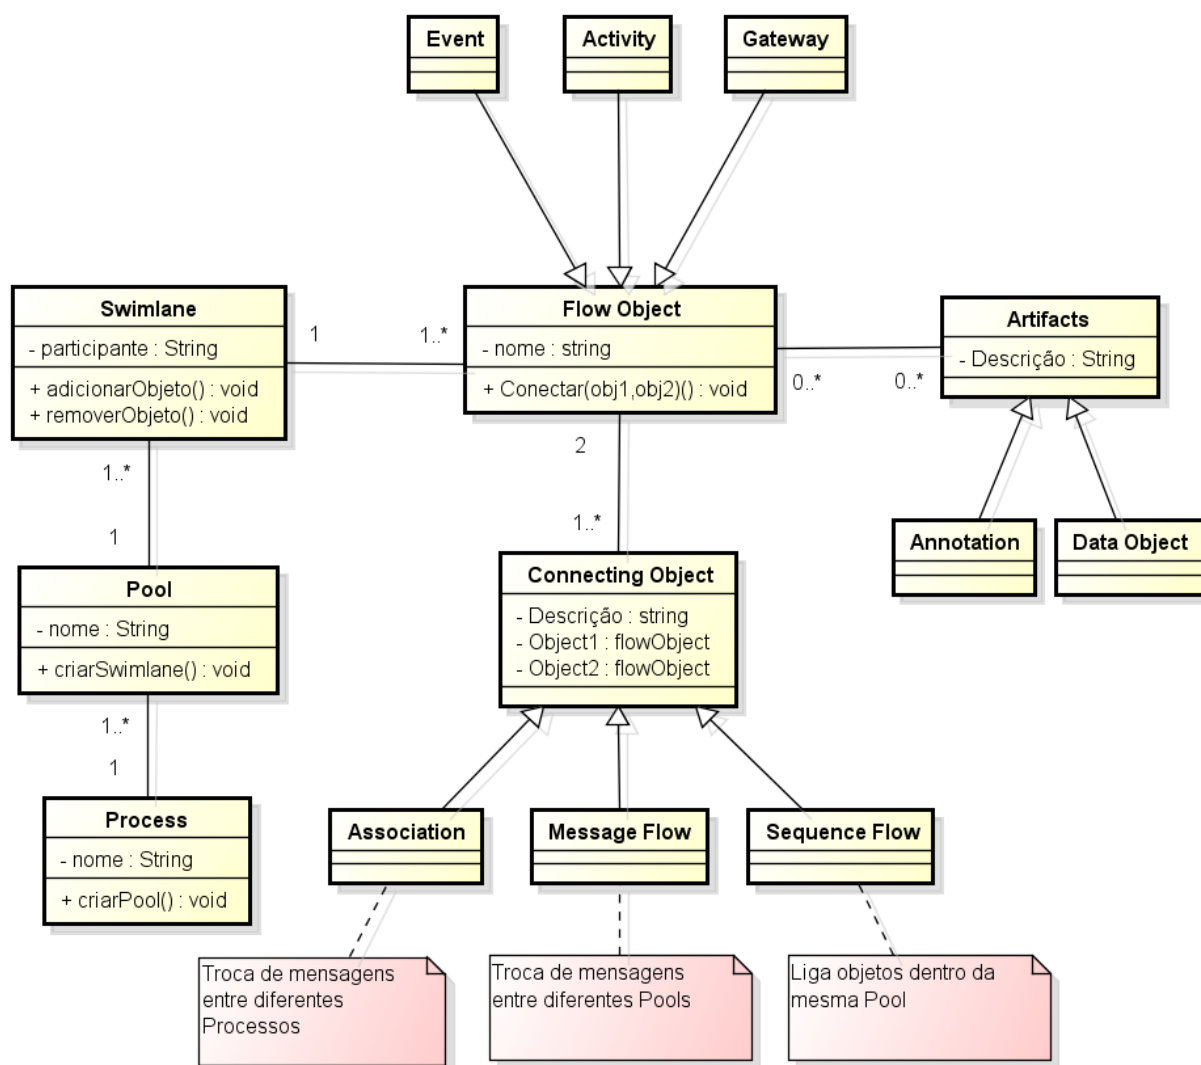 Event
Activity
Gateway
Swimlane
- participante : String
+ adicionarObjeto() : void
+ removerObjeto() : void
1
1..*
Flow Object
- nome : string
+ Conectar(obj1,obj2)() : void
0..*
0..*
Artifacts
- Descrição : String
1..*
1
2
1..*
Annotation
Data Object
Pool
- nome : String
+ criarSwimlane() : void
Connecting Object
- Descrição : string
- Object1 : flowObject
- Object2 : flowObject
1..*
1
Process
- nome : String
+ criarPool() : void
Association
Message Flow
Sequence Flow
Troca de mensagens
entre diferentes
Processos
Troca de mensagens
entre diferentes Pools
Liga objetos dentro da
mesma Pool